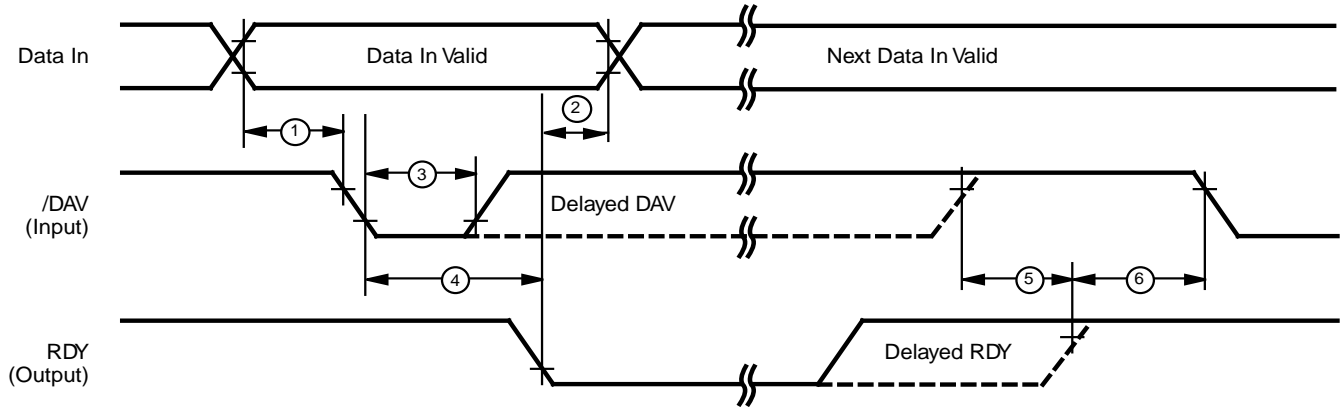 Data In
Data In Valid
Next Data In Valid
2
1
3
/DAV
(Input)
Delayed DAV
4
5
6
RDY
(Output)
Delayed RDY